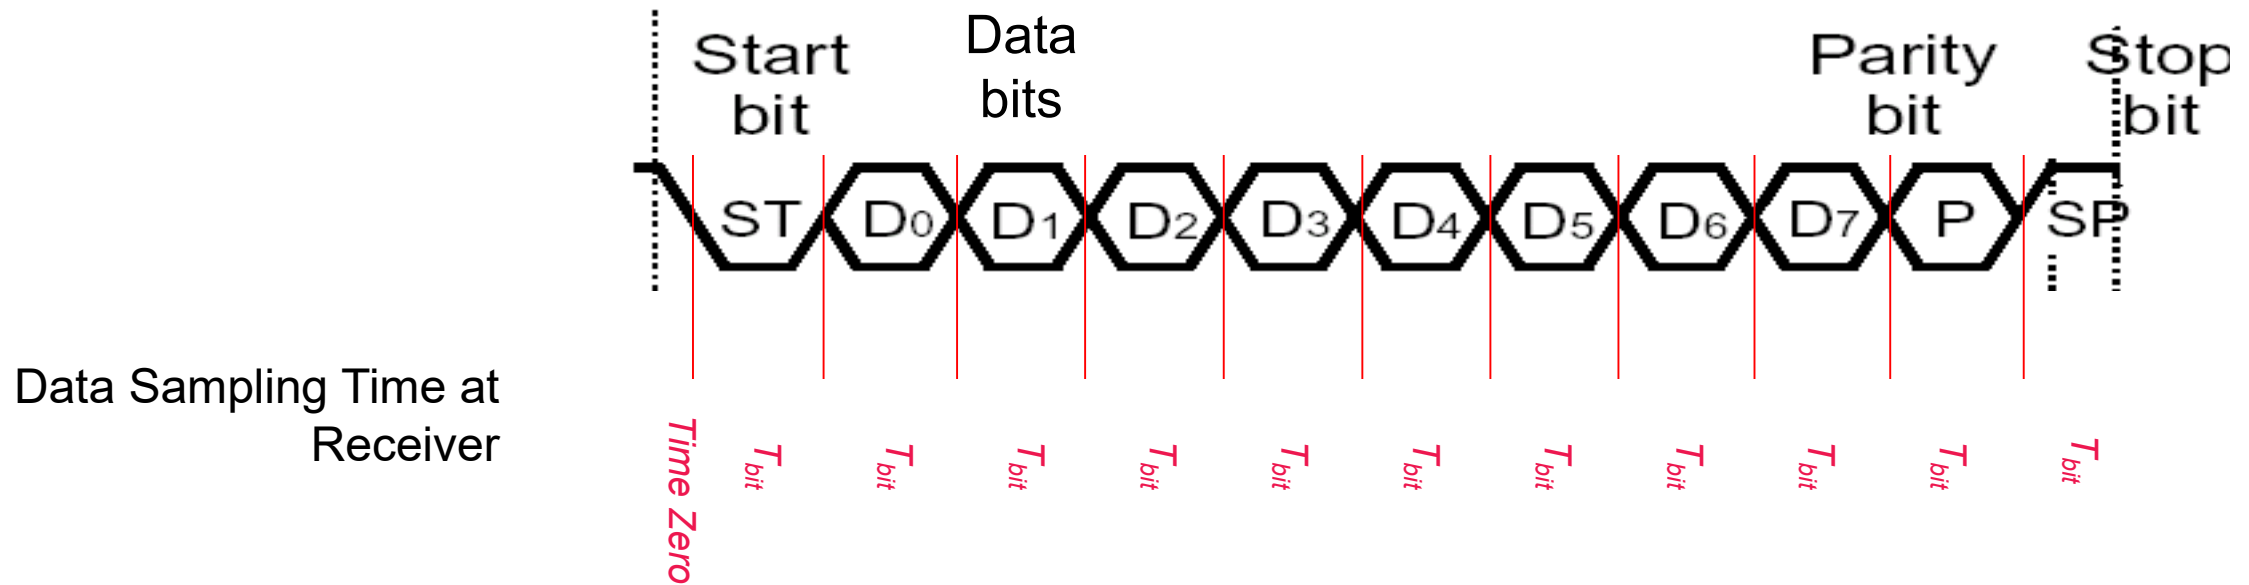 Start
bit
Data
bits
Parity
bit
Stop
bit
ST
D0
D1
D2
D3
D4
D5
D6
D7
P
SP
Data Sampling Time at
Receiver
Time Zero
Tbit
Tbit
Tbit
Tbit
Tbit
Tbit
Tbit
Tbit
Tbit
Tbit
Tbit